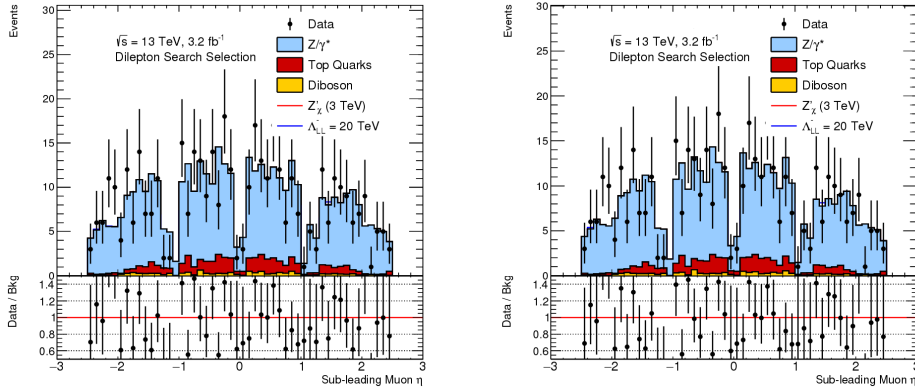 Events
30
25
20
15
10
5
0
√s = 13 TeV, 3.2 fb⁻¹
Dilepton Search Selection
Data
Z/γ*
Top Quarks
Diboson
Z'χ (3 TeV)
Λ⁻LL = 20 TeV
Data / Bkg
1.4
1.2
1
0.8
0.6
−3 −2 −1 0 1 2 3
Sub-leading Muon η
Events
30
25
20
15
10
5
0
√s = 13 TeV, 3.2 fb⁻¹
Dilepton Search Selection
Data
Z/γ*
Top Quarks
Diboson
Z'χ (3 TeV)
Λ⁻LL = 20 TeV
Data / Bkg
1.4
1.2
1
0.8
0.6
−3 −2 −1 0 1 2 3
Sub-leading Muon η